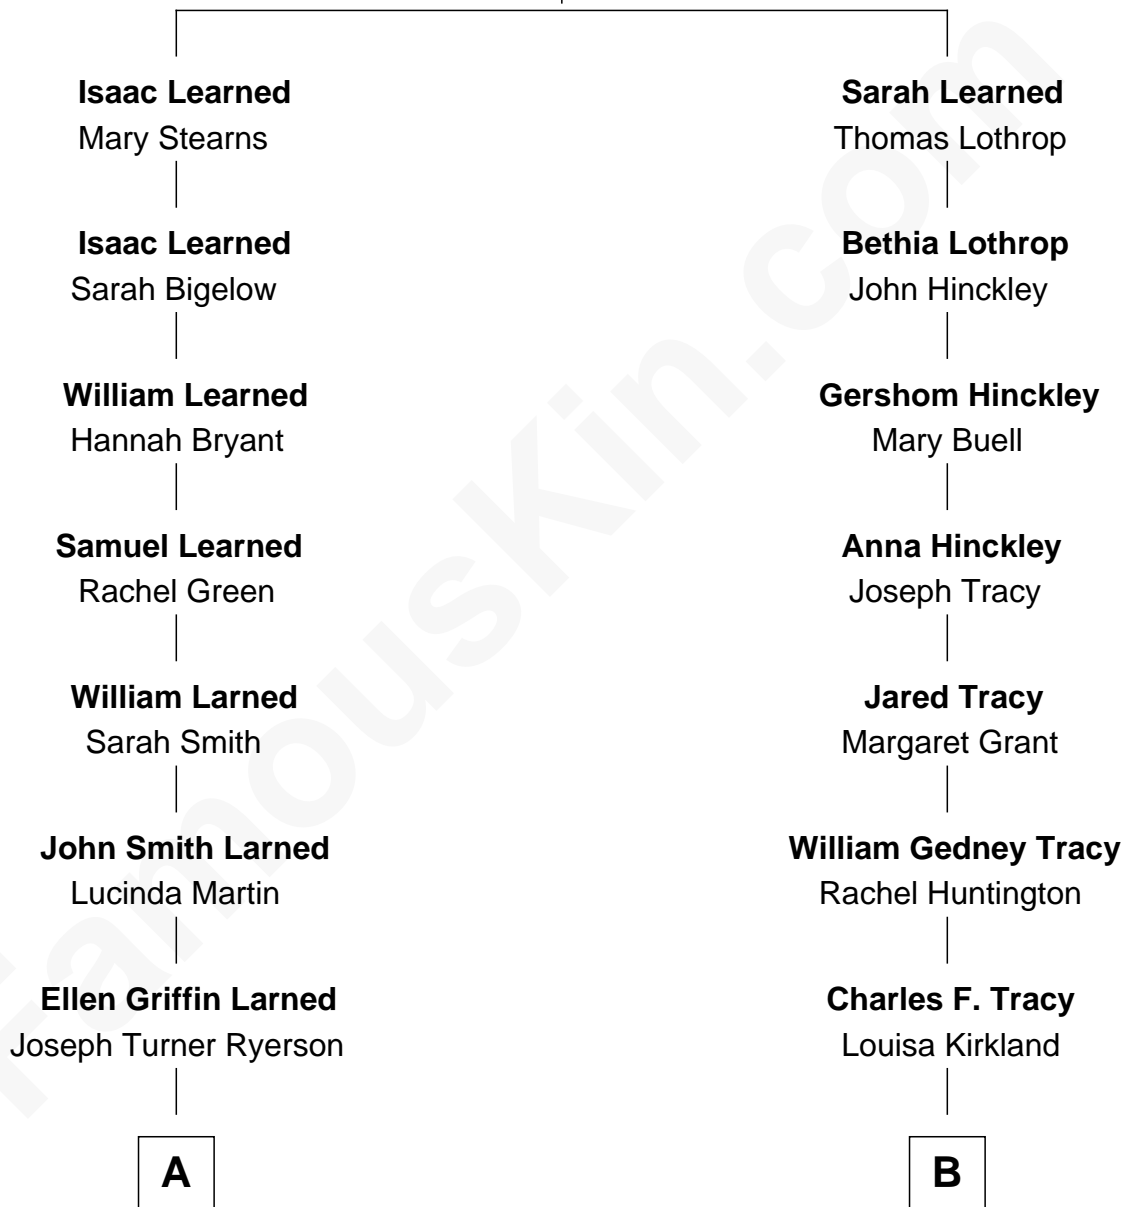 Isaac Learned
Mary Stearns
Isaac Learned
Sarah Bigelow
William Learned
Hannah Bryant
Samuel Learned
Rachel Green
William Larned
Sarah Smith
John Smith Larned
Lucinda Martin
Ellen Griffin Larned
Joseph Turner Ryerson
A
Sarah Learned
Thomas Lothrop
Bethia Lothrop
John Hinckley
Gershom Hinckley
Mary Buell
Anna Hinckley
Joseph Tracy
Jared Tracy
Margaret Grant
William Gedney Tracy
Rachel Huntington
Charles F. Tracy
Louisa Kirkland
B
FamousKin.com